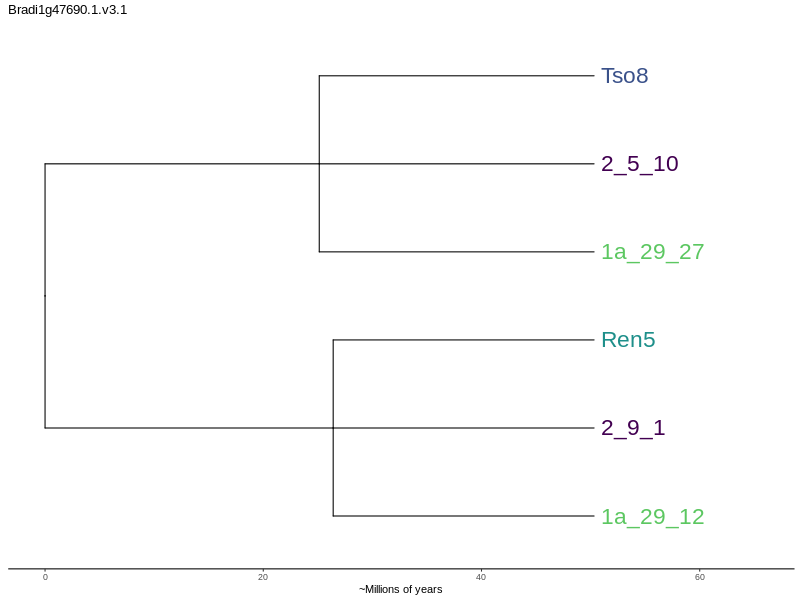 Bradi1g47690.1.v3.1
Tso8
2_5_10
1a_29_27
Ren5
2_9_1
1a_29_12
0 20 40 60
~Millions of years